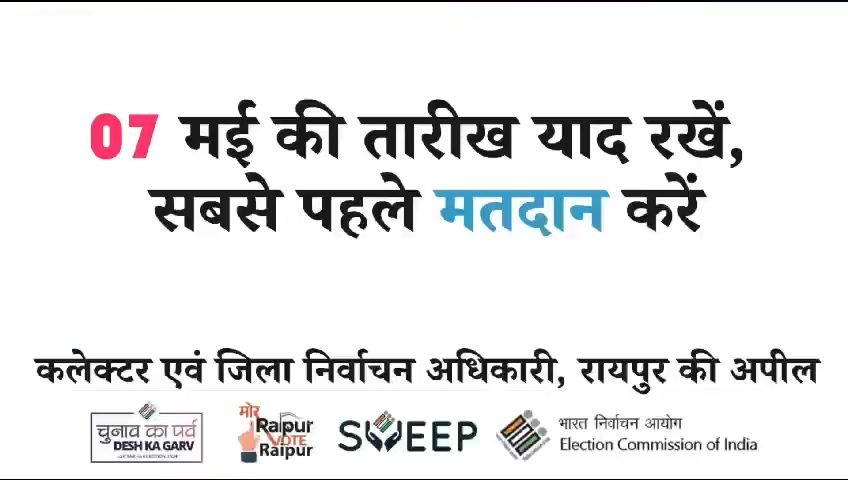 07 मई की तारीख याद रखें,
सबसे पहले मतदान करें
कलेक्टर एवं जिला निर्वाचन अधिकारी, रायपुर की अपील
चुनाव का पर्व
DESH KA GARV
मोर
Raipur
VOTE
Raipur
SWEEP
भारत निर्वाचन आयोग
Election Commission of India